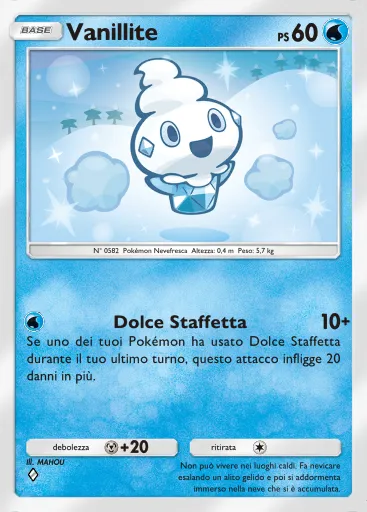 BASE
Vanillite
PS 60
N° 0582 Pokémon Nevefresca Altezza: 0,4 m Peso: 5,7 kg
Dolce Staffetta 10+
Se uno dei tuoi Pokémon ha usato Dolce Staffetta
durante il tuo ultimo turno, questo attacco infligge 20
danni in più.
debolezza +20 ritirata
Ill. MAHOU
Non può vivere nei luoghi caldi. Fa nevicare
esalando un alito gelido e poi si addormenta
immerso nella neve che si è accumulata.